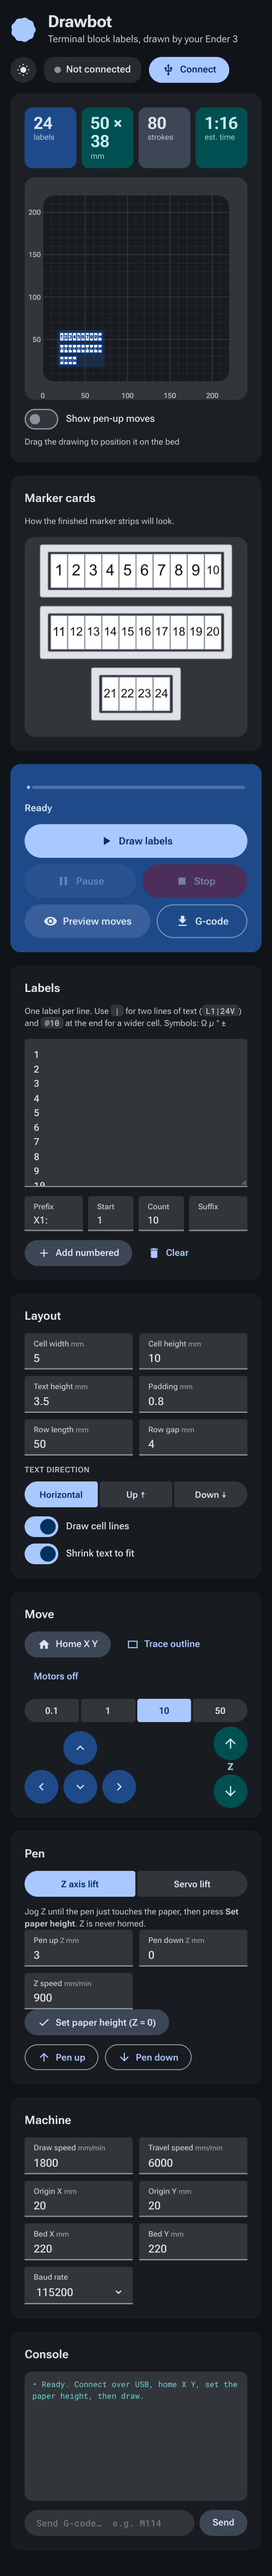 Drawbot
Terminal block labels, drawn by your Ender 3
Not connected
Connect
24
labels
50 ×
38
mm
80
strokes
1:16
est. time
200
150
100
50
0 50 100 150 200
Show pen-up moves
Drag the drawing to position it on the bed
Marker cards
How the finished marker strips will look.
1 2 3 4 5 6 7 8 9 10
11 12 13 14 15 16 17 18 19 20
21 22 23 24
Ready
Draw labels
Pause
Stop
Preview moves
G-code
Labels
One label per line. Use | for two lines of text ( L1|24V )
and @10 at the end for a wider cell. Symbols: Ω µ ° ±
1
2
3
4
5
6
7
8
9
10
Prefix
X1:
Start
1
Count
10
Suffix
Add numbered
Clear
Layout
Cell width mm
5
Cell height mm
10
Text height mm
3.5
Padding mm
0.8
Row length mm
50
Row gap mm
4
TEXT DIRECTION
Horizontal
Up ↑
Down ↓
Draw cell lines
Shrink text to fit
Move
Home X Y
Trace outline
Motors off
0.1
1
10
50
Z
Pen
Z axis lift
Servo lift
Jog Z until the pen just touches the paper, then press Set
paper height. Z is never homed.
Pen up Z mm
3
Pen down Z mm
0
Z speed mm/min
900
Set paper height (Z = 0)
Pen up
Pen down
Machine
Draw speed mm/min
1800
Travel speed mm/min
6000
Origin X mm
20
Origin Y mm
20
Bed X mm
220
Bed Y mm
220
Baud rate
115200
Console
• Ready. Connect over USB, home X Y, set the
paper height, then draw.
Send G-code… e.g. M114
Send